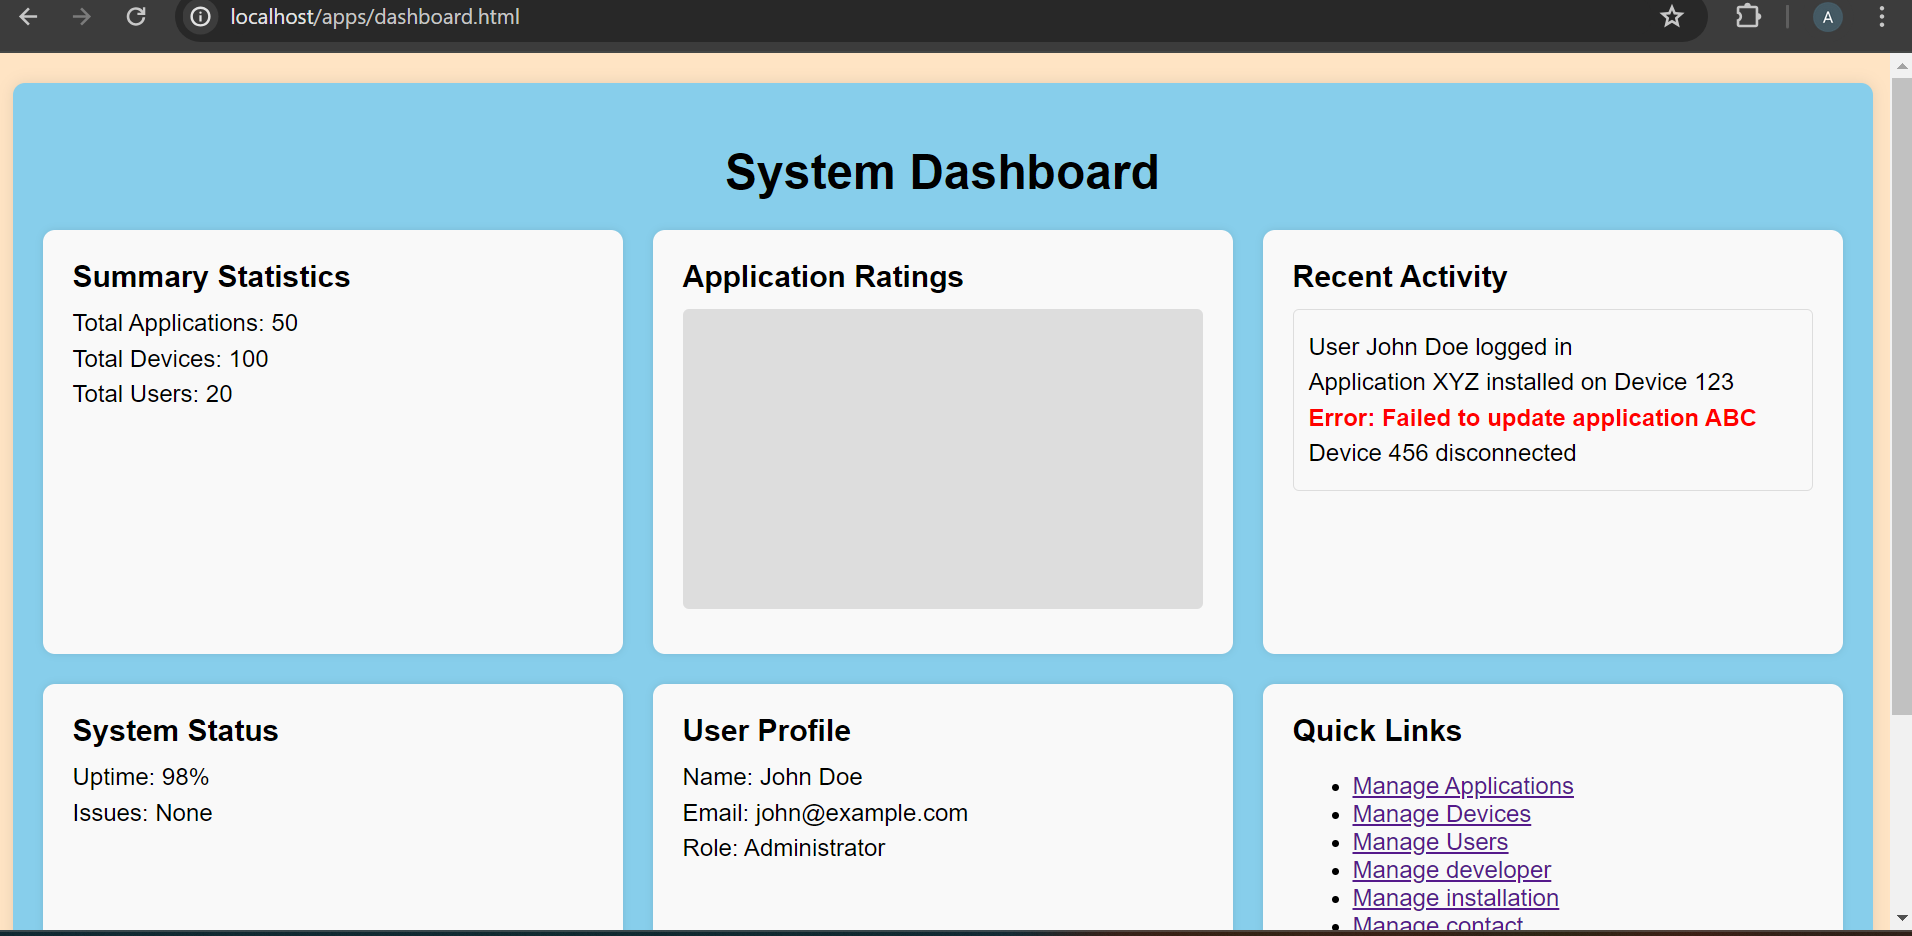 localhost/apps/dashboard.html
A
System Dashboard
Summary Statistics
Total Applications: 50
Total Devices: 100
Total Users: 20
Application Ratings
Recent Activity
User John Doe logged in
Application XYZ installed on Device 123
Error: Failed to update application ABC
Device 456 disconnected
System Status
Uptime: 98%
Issues: None
User Profile
Name: John Doe
Email: john@example.com
Role: Administrator
Quick Links
Manage Applications
Manage Devices
Manage Users
Manage developer
Manage installation
Manage contact